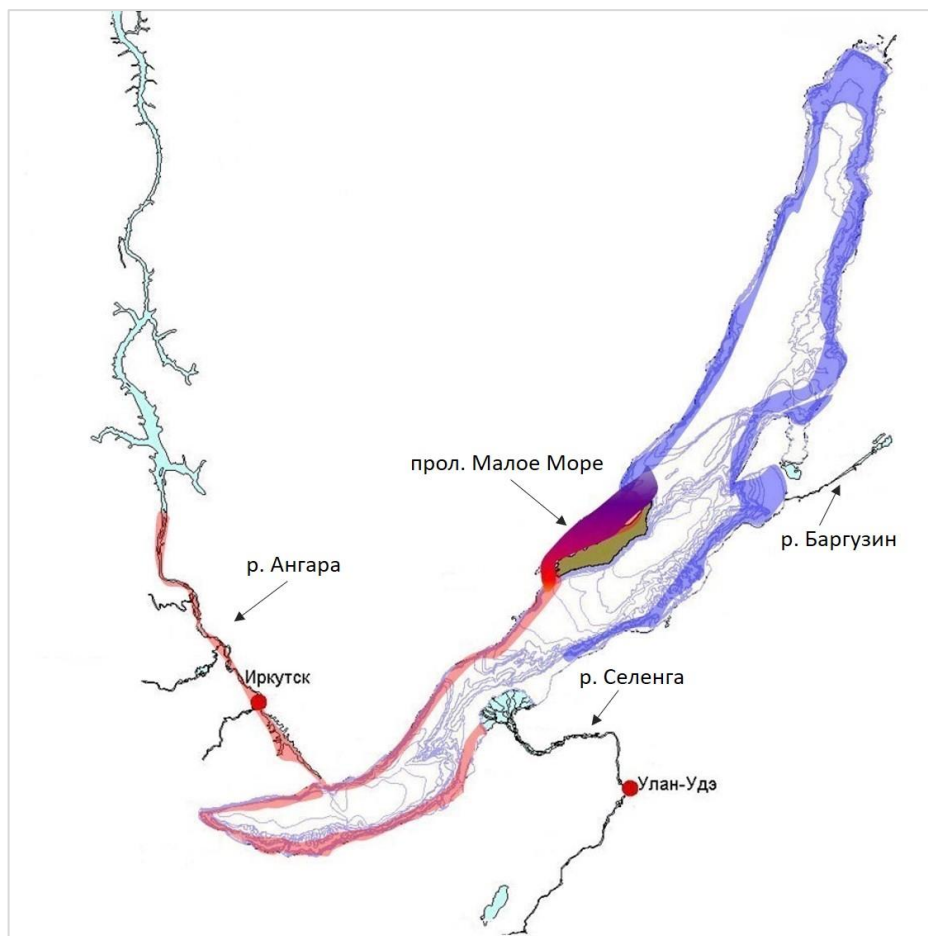 прол. Малое Море
р. Баргузин
р. Ангара
Иркутск
р. Селенга
Улан-Удэ